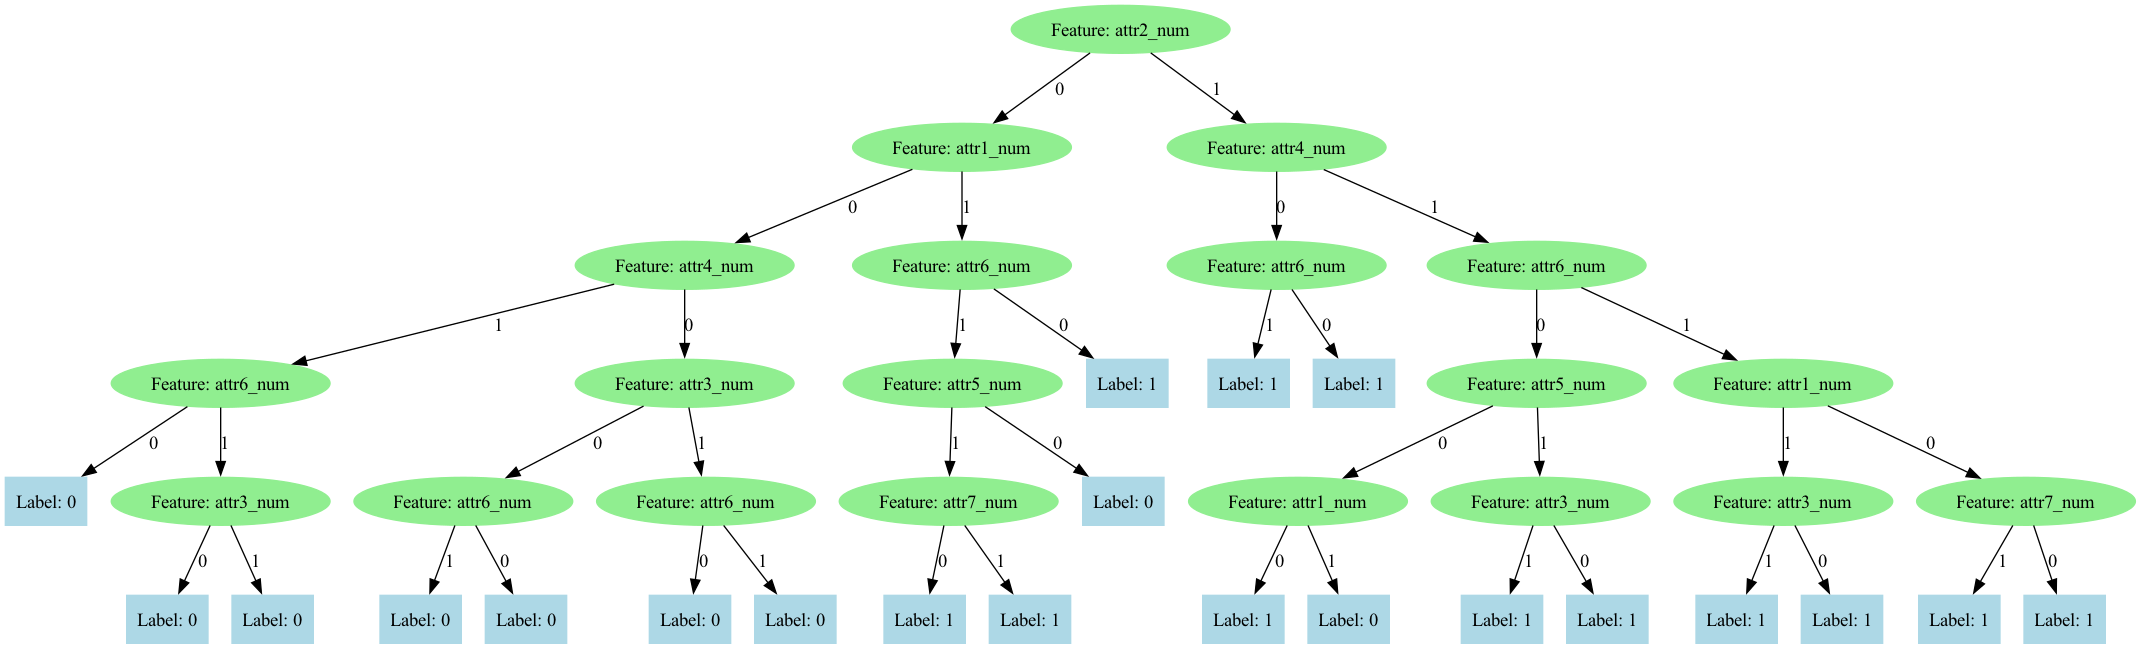 Feature: attr2_num
0
1
Feature: attr1_num
Feature: attr4_num
0
1
0
1
Feature: attr4_num
Feature: attr6_num
Feature: attr6_num
Feature: attr6_num
1
0
1
0
1
0
0
1
Feature: attr6_num
Feature: attr3_num
Feature: attr5_num
Label: 1
Label: 1
Label: 1
Feature: attr5_num
Feature: attr1_num
0
1
0
1
1
0
0
1
1
0
Label: 0
Feature: attr3_num
Feature: attr6_num
Feature: attr6_num
Feature: attr7_num
Label: 0
Feature: attr1_num
Feature: attr3_num
Feature: attr3_num
Feature: attr7_num
0
1
1
0
0
1
0
1
0
1
1
0
1
0
1
0
Label: 0
Label: 0
Label: 0
Label: 0
Label: 0
Label: 0
Label: 1
Label: 1
Label: 1
Label: 0
Label: 1
Label: 1
Label: 1
Label: 1
Label: 1
Label: 1